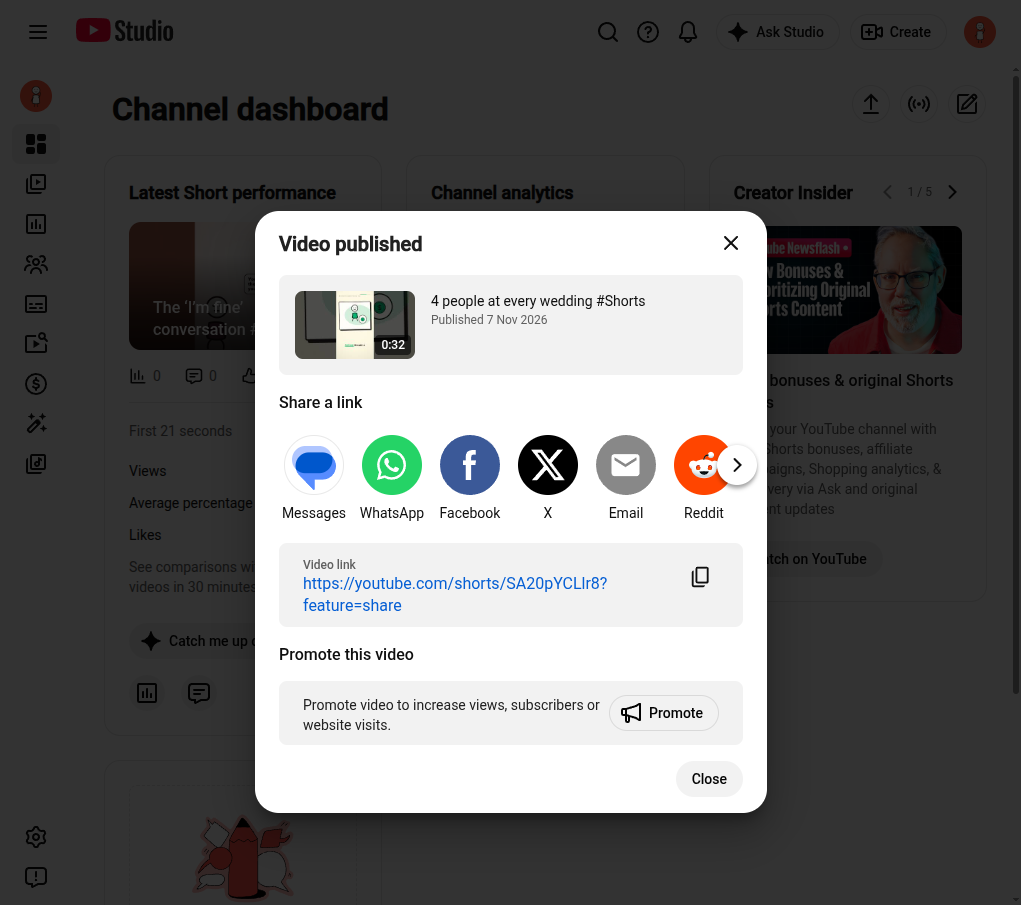 Studio
Ask Studio
Create
Channel dashboard
Latest Short performance
The 'I'm fine'
conversation
0
0
First 21 seconds
Views
Average percentage
Likes
See comparisons
videos in 30 minutes
Catch me up
Channel analytics
Creator Insider
1 / 5
Newsflash
Bonuses &
Original
Content
bonuses & original Shorts
your YouTube channel with
Shorts bonuses, affiliate
Shopping analytics, &
via Ask and original
updates
on YouTube
Video published
0:32
4 people at every wedding #Shorts
Published 7 Nov 2026
Share a link
Messages
WhatsApp
Facebook
X
Email
Reddit
Video link
https://youtube.com/shorts/SA20pYCLlr8?
feature=share
Promote this video
Promote video to increase views, subscribers or
website visits.
Promote
Close